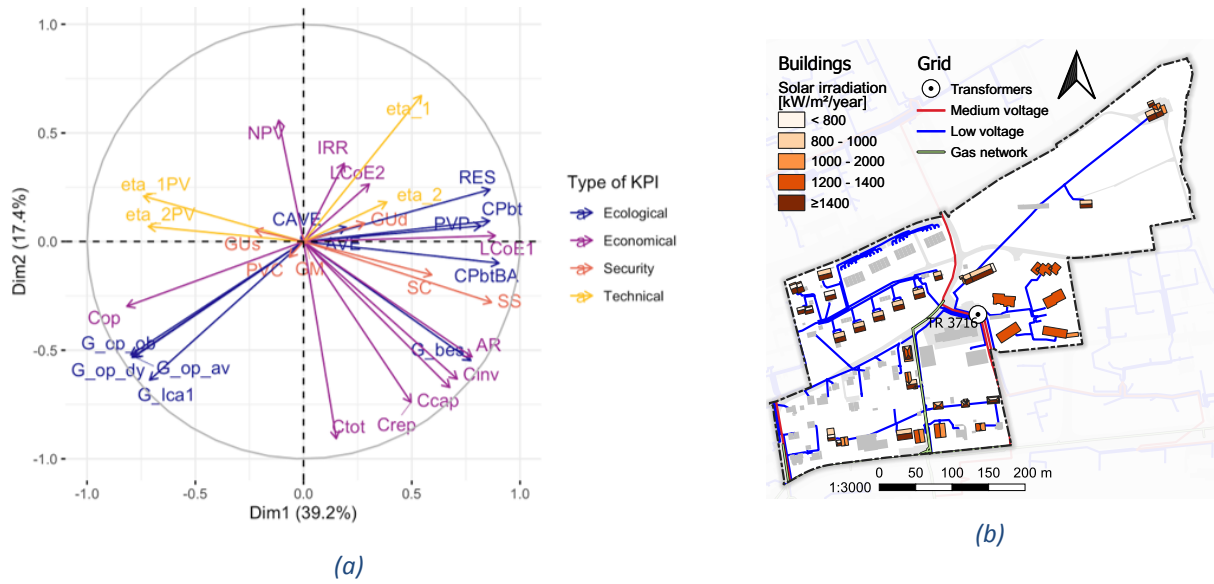 1.0
0.5
0.0
-0.5
-1.0
Dim2 (17.4%)
-1.0
-0.5
0.0
0.5
1.0
Dim1 (39.2%)
eta_1
NPV
IRR
LCoE2
RES
eta_1PV
eta_2
CPbt
eta_2PV
CAVE
GUd
PVP
GUs
AVE
LCoE1
PVC
GM
CPbtBA
SC
SS
Cop
G_op_ob
G_bes
AR
G_op_dy
G_op_av
Cinv
G_lca1
Ccap
Ctot
Crep
Type of KPI
Ecological
Economical
Security
Technical
(a)
Buildings
Solar irradiation
[kW/m²/year]
< 800
800 - 1000
1000 - 2000
1200 - 1400
≥1400
Grid
Transformers
Medium voltage
Low voltage
Gas network
TR 3716
0 50 100 150 200 m
1:3000
(b)